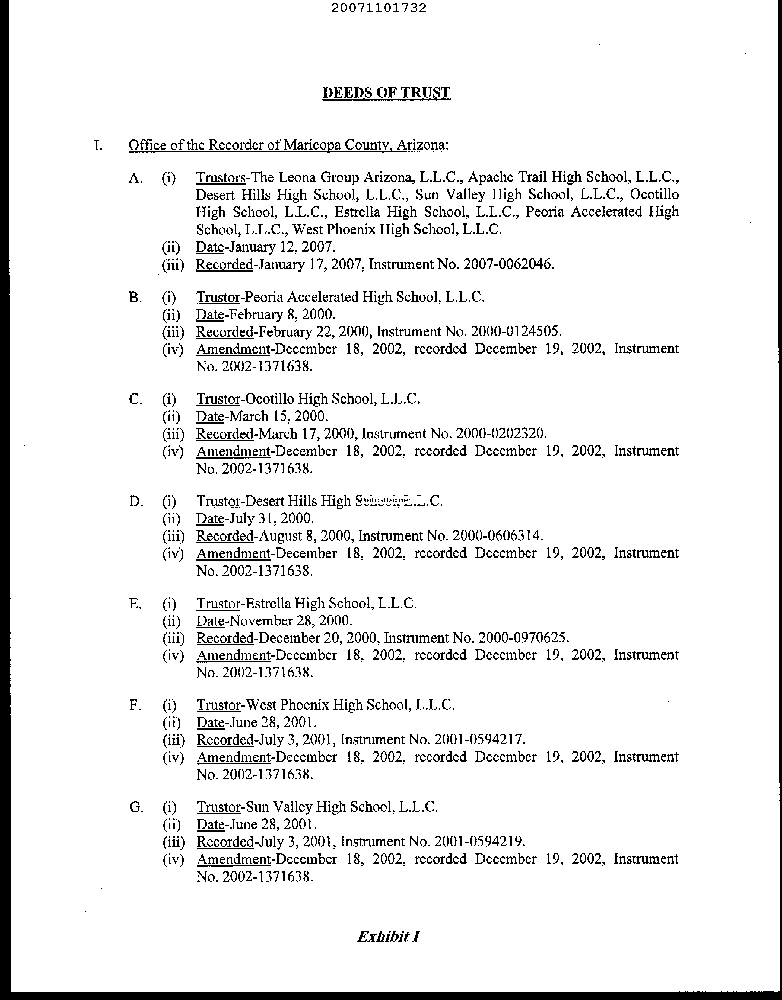 20071101732
DEEDS OF TRUST
I. Office of the Recorder of Maricopa County, Arizona:
A. (i) Trustors-The Leona Group Arizona, L.L.C., Apache Trail High School, L.L.C.,
Desert Hills High School, L.L.C., Sun Valley High School, L.L.C., Ocotillo
High School, L.L.C., Estrella High School, L.L.C., Peoria Accelerated High
School, L.L.C., West Phoenix High School, L.L.C.
(ii) Date-January 12, 2007.
(iii) Recorded-January 17, 2007, Instrument No. 2007-0062046.
B. (i) Trustor-Peoria Accelerated High School, L.L.C.
(ii) Date-February 8, 2000.
(iii) Recorded-February 22, 2000, Instrument No. 2000-0124505.
(iv) Amendment-December 18, 2002, recorded December 19, 2002, Instrument
No. 2002-1371638.
C. (i) Trustor-Ocotillo High School, L.L.C.
(ii) Date-March 15, 2000.
(iii) Recorded-March 17, 2000, Instrument No. 2000-0202320.
(iv) Amendment-December 18, 2002, recorded December 19, 2002, Instrument
No. 2002-1371638.
D. (i) Trustor-Desert Hills High Unofficial Document L.C.
(ii) Date-July 31, 2000.
(iii) Recorded-August 8, 2000, Instrument No. 2000-0606314.
(iv) Amendment-December 18, 2002, recorded December 19, 2002, Instrument
No. 2002-1371638.
E. (i) Trustor-Estrella High School, L.L.C.
(ii) Date-November 28, 2000.
(iii) Recorded-December 20, 2000, Instrument No. 2000-0970625.
(iv) Amendment-December 18, 2002, recorded December 19, 2002, Instrument
No. 2002-1371638.
F. (i) Trustor-West Phoenix High School, L.L.C.
(ii) Date-June 28, 2001.
(iii) Recorded-July 3, 2001, Instrument No. 2001-0594217.
(iv) Amendment-December 18, 2002, recorded December 19, 2002, Instrument
No. 2002-1371638.
G. (i) Trustor-Sun Valley High School, L.L.C.
(ii) Date-June 28, 2001.
(iii) Recorded-July 3, 2001, Instrument No. 2001-0594219.
(iv) Amendment-December 18, 2002, recorded December 19, 2002, Instrument
No. 2002-1371638.
Exhibit I